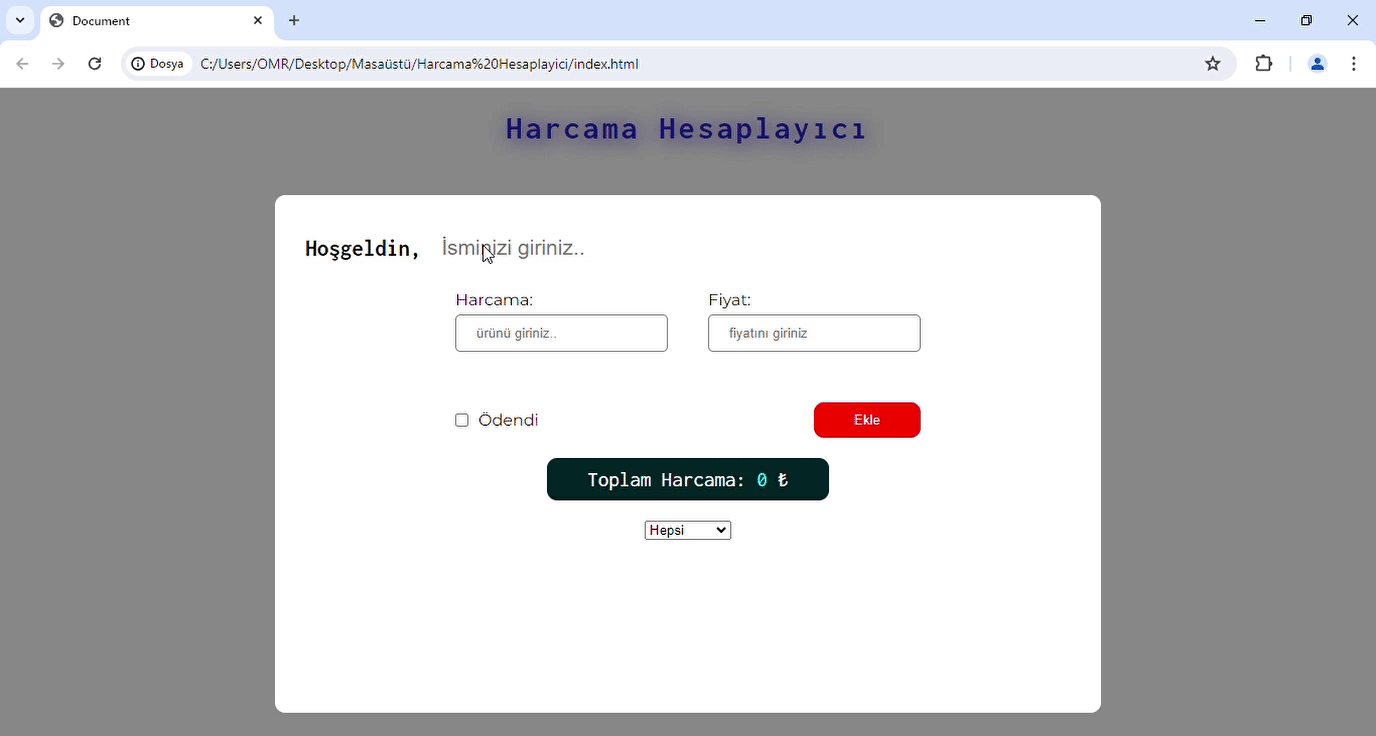 Document
Dosya C:/Users/OMR/Desktop/Masaüstü/Harcama%20Hesaplayici/index.html
Harcama Hesaplayıcı
Hoşgeldin, İsminizi giriniz..
Harcama: Fiyat:
ürünü giriniz.. fiyatını giriniz
Ödendi Ekle
Toplam Harcama: 0 ₺
Hepsi